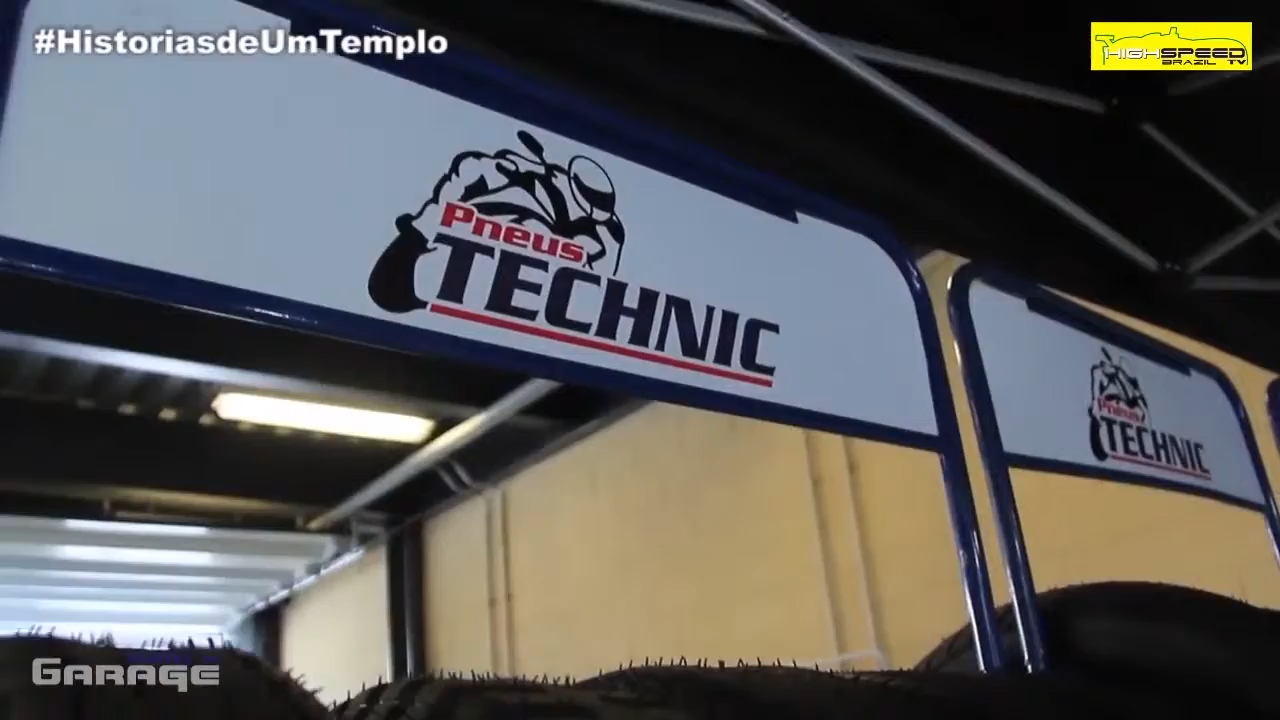 #HistoriasdeUmTemplo
HIGHSPEED
BRAZIL TV
Pneus
TECHNIC
Pneus
TECHNIC
GARAGE